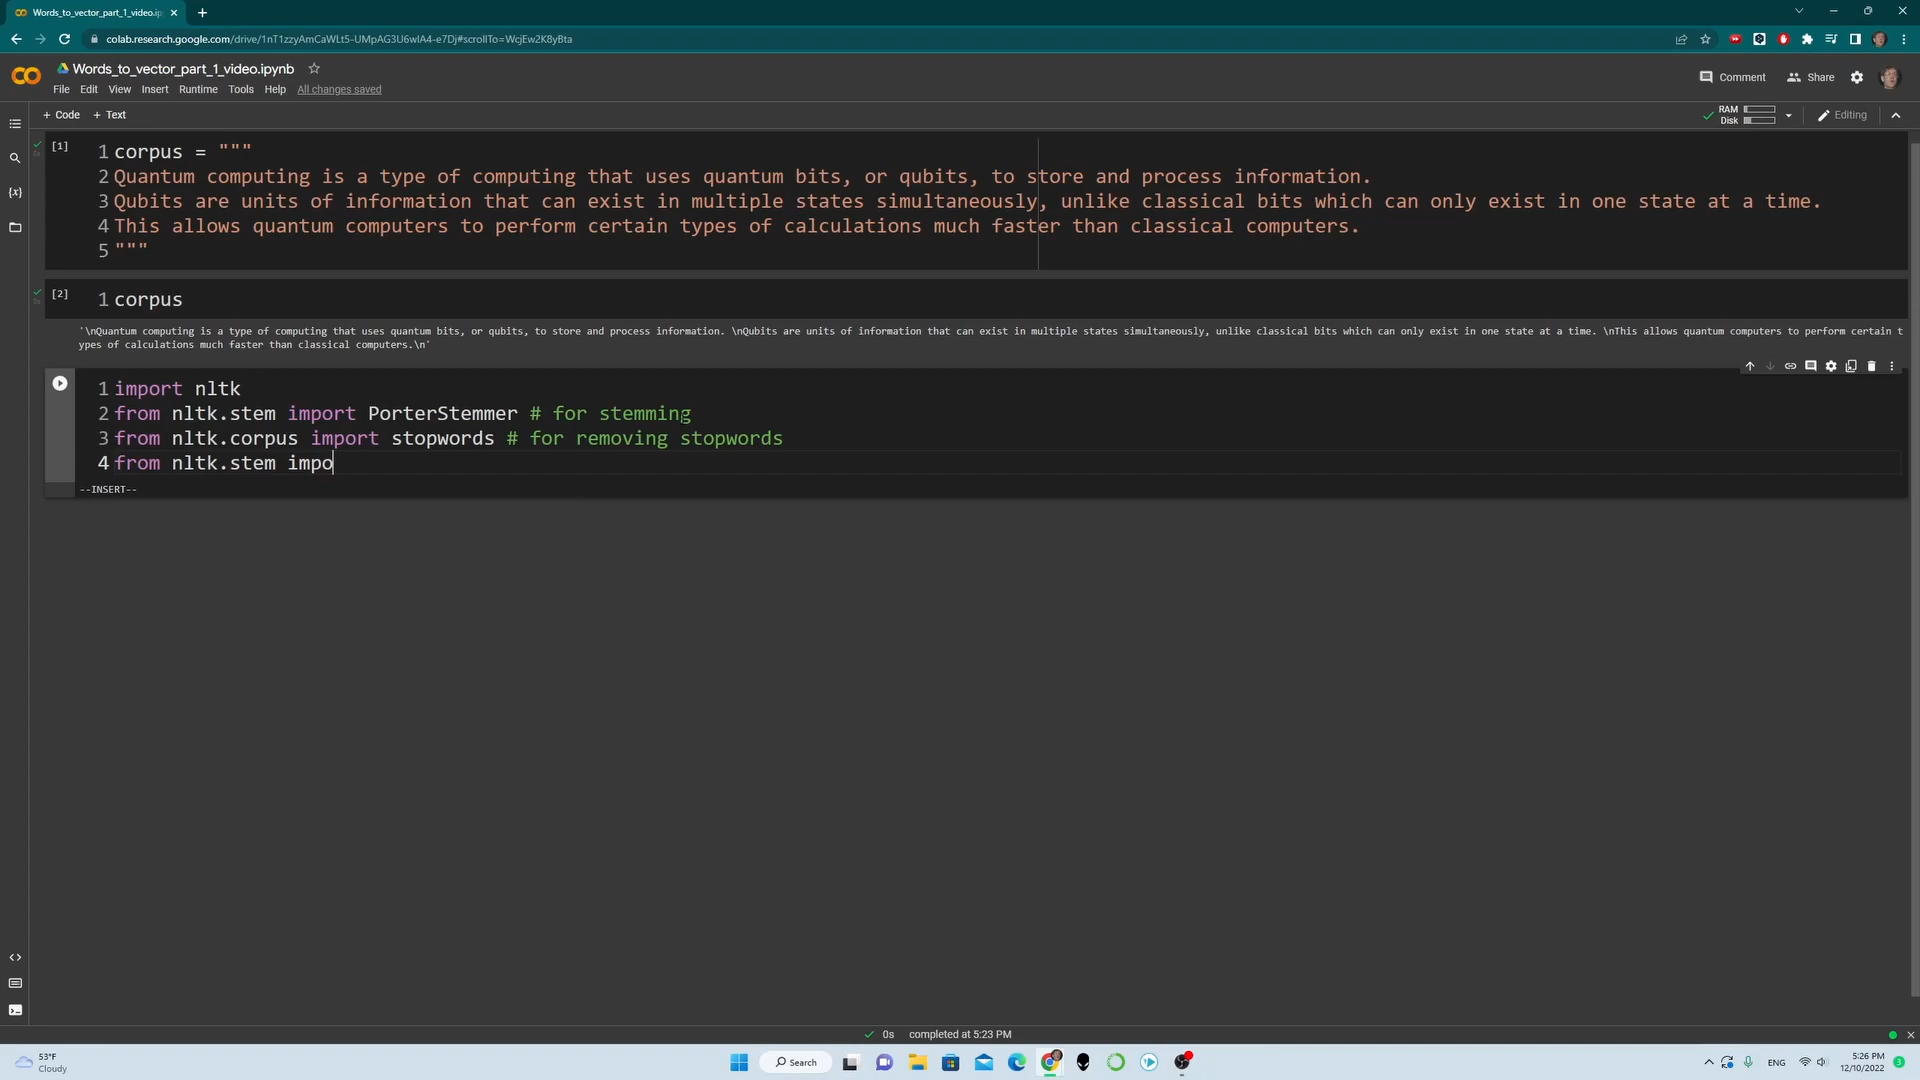 Words_to_vector_part_1_video.ip
colab.research.google.com/drive/1nT1zzyAmCaWLt5-UMpAG3U6wIA4-e7Dj#scrollTo=WcjEw2K8yBta
CO Words_to_vector_part_1_video.ipynb
Comment Share
File Edit View Insert Runtime Tools Help All changes saved
+ Code + Text
RAM
Disk
Editing
[1] 1 corpus = """
2 Quantum computing is a type of computing that uses quantum bits, or qubits, to store and process information.
3 Qubits are units of information that can exist in multiple states simultaneously, unlike classical bits which can only exist in one state at a time.
4 This allows quantum computers to perform certain types of calculations much faster than classical computers.
5 """
[2] 1 corpus
'\nQuantum computing is a type of computing that uses quantum bits, or qubits, to store and process information. \nQubits are units of information that can exist in multiple states simultaneously, unlike classical bits which can only exist in one state at a time. \nThis allows quantum computers to perform certain t
ypes of calculations much faster than classical computers.\n'
1 import nltk
2 from nltk.stem import PorterStemmer # for stemming
3 from nltk.corpus import stopwords # for removing stopwords
4 from nltk.stem impo
--INSERT--
0s completed at 5:23 PM
53°F
Cloudy
Search
ENG
5:26 PM
12/10/2022
3